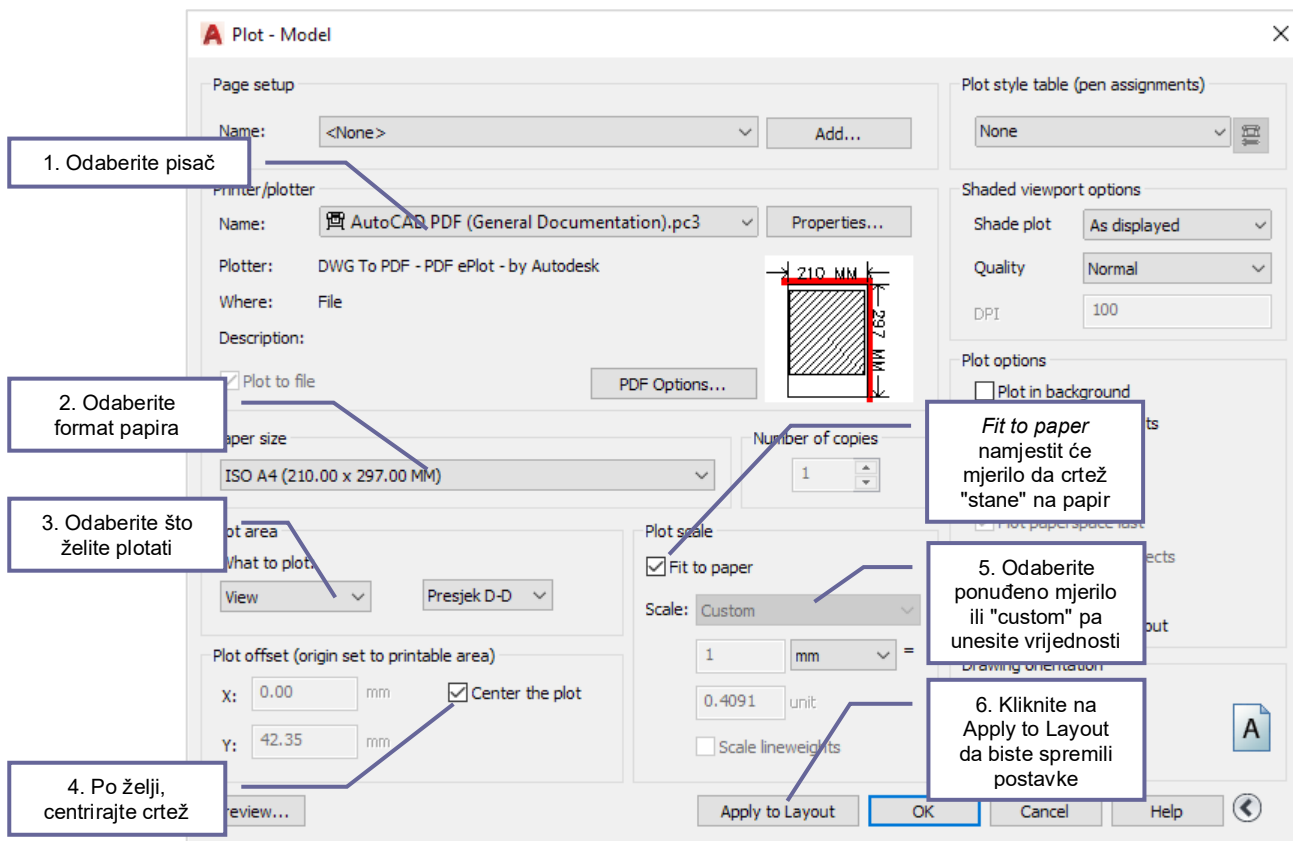 Plot - Model
Page setup
Name:
<None>
Add...
1. Odaberite pisač
Printer/plotter
Name:
AutoCAD PDF (General Documentation).pc3
Properties...
Plotter:
DWG To PDF - PDF ePlot - by Autodesk
Where:
File
Description:
Plot to file
PDF Options...
210 MM
297 MM
2. Odaberite
format papira
Paper size
ISO A4 (210.00 x 297.00 MM)
Number of copies
1
3. Odaberite što
želite plotati
Plot area
What to plot:
View
Presjek D-D
Plot offset (origin set to printable area)
X:
0.00
mm
Center the plot
Y:
42.35
mm
4. Po želji,
centrirajte crtež
Preview...
Plot scale
Fit to paper
Scale:
Custom
1
mm
=
0.4091
unit
Scale lineweights
Plot style table (pen assignments)
None
Shaded viewport options
Shade plot
As displayed
Quality
Normal
DPI
100
Plot options
Plot in background
Fit to paper
namjestit će
mjerilo da crtež
"stane" na papir
Plot paperspace last
5. Odaberite
ponuđeno mjerilo
ili "custom" pa
unesite vrijednosti
Drawing orientation
6. Kliknite na
Apply to Layout
da biste spremili
postavke
A
Apply to Layout
OK
Cancel
Help